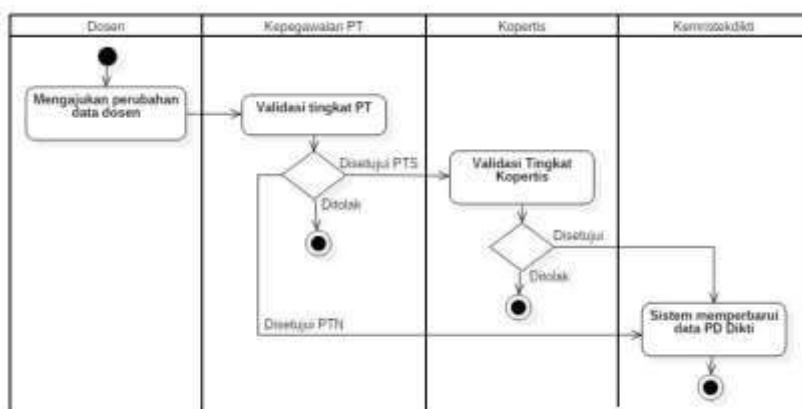 Dosen
Kepegawaian PT
Kopertis
Kemristekdikti
Mengajukan perubahan
data dosen
Validasi tingkat PT
Disetujui PTS
Ditolak
Validasi Tingkat
Kopertis
Disetujui
Ditolak
Disetujui PTN
Sistem memperbarui
data PD Dikti